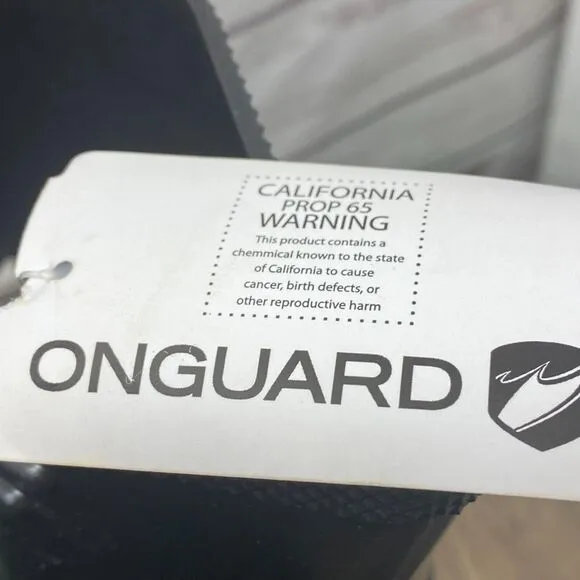 CALIFORNIA
PROP 65
WARNING
This product contains a
chemmical known to the state
of California to cause
cancer, birth defects, or
other reproductive harm
ONGUARD